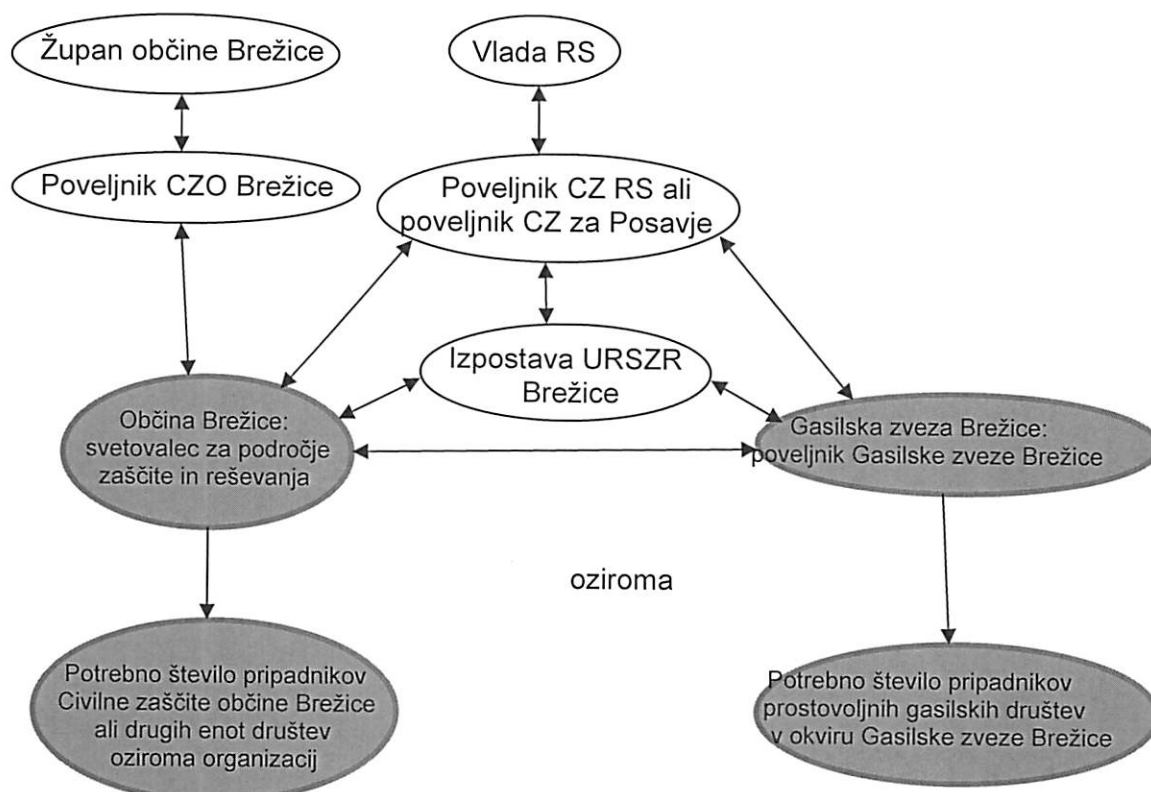 Župan občine Brežice
Vlada RS
Poveljnik CZO Brežice
Poveljnik CZ RS ali
poveljnik CZ za Posavje
Izpostava URSZR
Brežice
Občina Brežice:
svetovalec za področje
zaščite in reševanja
Gasilska zveza Brežice:
poveljnik Gasilske zveze Brežice
oziroma
Potrebno število pripadnikov
Civilne zaščite občine Brežice
ali drugih enot društev
oziroma organizacij
Potrebno število pripadnikov
prostovoljnih gasilskih društev
v okviru Gasilske zveze Brežice